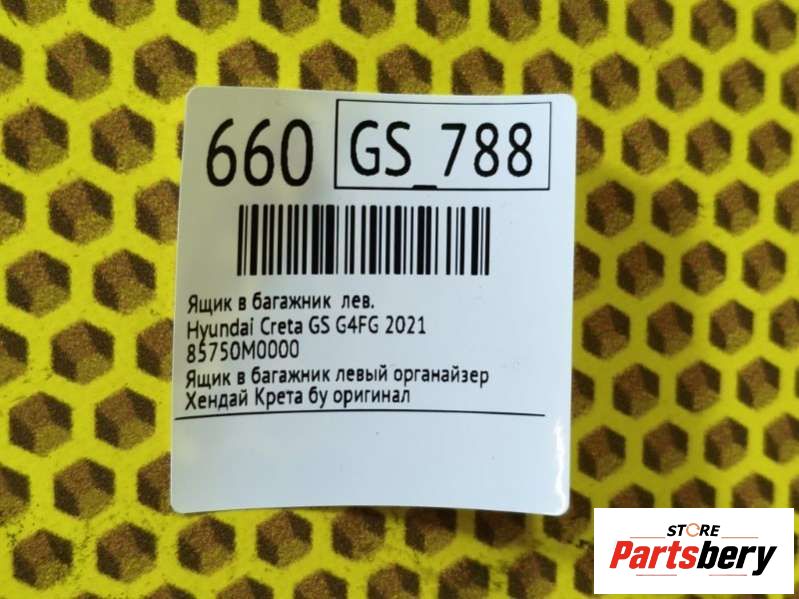 660 GS_788
Ящик в багажник лев.
Hyundai Creta GS G4FG 2021
85750M0000
Ящик в багажник левый органайзер
Хендай Крета бу оригинал
STORE
Partsbery